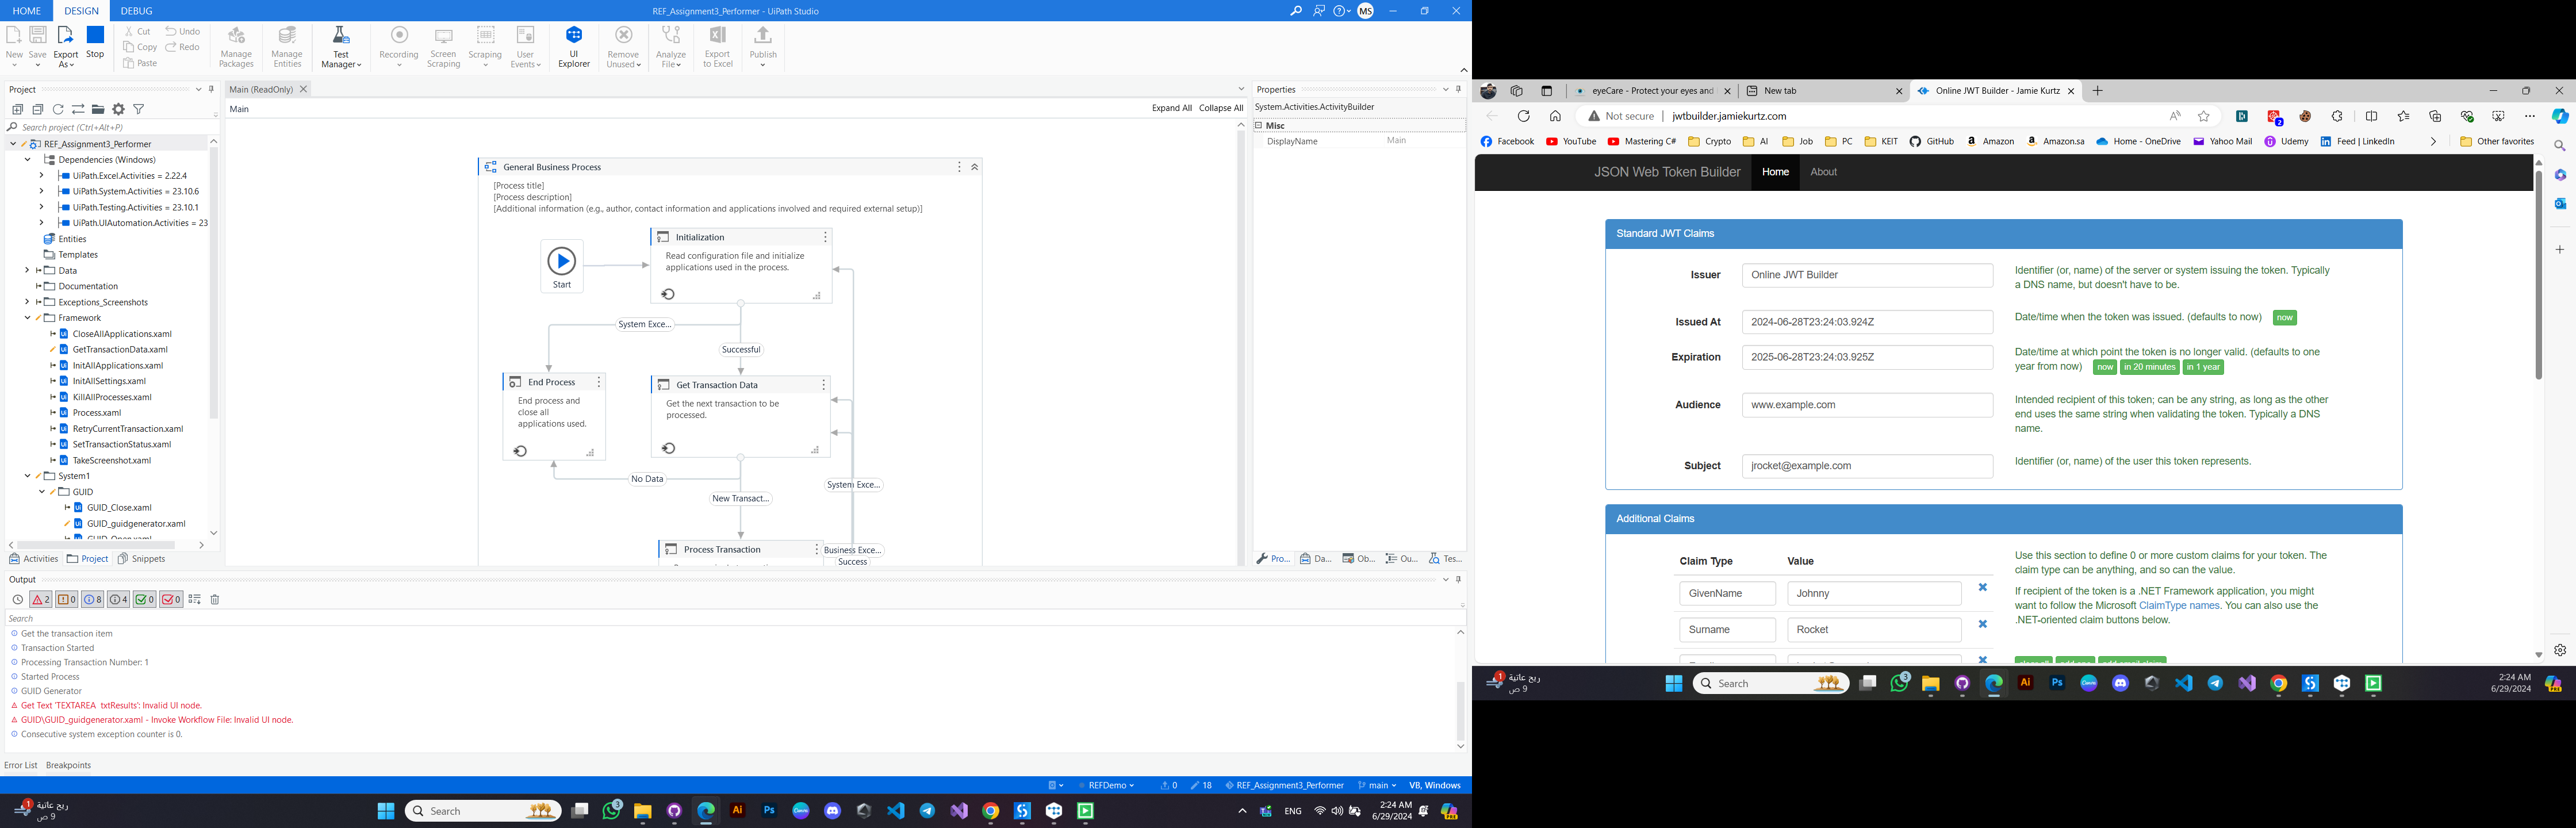 HOME DESIGN DEBUG
REF_Assignment3_Performer - UiPath Studio
MS
New Save Export As Stop
Cut Copy Paste
Undo Redo
Manage Packages
Manage Entities
Test Manager
Recording
Screen Scraping
Scraping
User Events
UI Explorer
Remove Unused
Analyze File
Export to Excel
Publish
Project
Search project (Ctrl+Alt+P)
REF_Assignment3_Performer
Dependencies (Windows)
UiPath.Excel.Activities = 2.22.4
UiPath.System.Activities = 23.10.6
UiPath.Testing.Activities = 23.10.1
UiPath.UIAutomation.Activities = 23
Entities
Templates
Data
Documentation
Exceptions_Screenshots
Framework
CloseAllApplications.xaml
GetTransactionData.xaml
InitAllApplications.xaml
InitAllSettings.xaml
KillAllProcesses.xaml
Process.xaml
RetryCurrentTransaction.xaml
SetTransactionStatus.xaml
TakeScreenshot.xaml
System1
GUID
GUID_Close.xaml
GUID_guidgenerator.xaml
GUID_Open.xaml
Activities Project Snippets
Main (ReadOnly)
Main
Expand All Collapse All
General Business Process
[Process title]
[Process description]
[Additional information (e.g., author, contact information and applications involved and required external setup)]
Start
Initialization
Read configuration file and initialize
applications used in the process.
System Exce...
Successful
End Process
End process and
close all
applications used.
Get Transaction Data
Get the next transaction to be
processed.
No Data
New Transact...
System Exce...
Process Transaction
Business Exce...
Success
Properties
System.Activities.ActivityBuilder
Misc
DisplayName Main
Pro... Da... Ob... Ou... Tes...
Output
2 0 8 4 0 0
Search
Get the transaction item
Transaction Started
Processing Transaction Number: 1
Started Process
GUID Generator
Get Text 'TEXTAREA txtResults': Invalid UI node.
GUID\GUID_guidgenerator.xaml - Invoke Workflow File: Invalid UI node.
Consecutive system exception counter is 0.
Error List Breakpoints
REFDemo 0 18 REF_Assignment3_Performer main VB, Windows
1 ريح عاتية
9 ص
Search
3
ENG
2:24 AM
6/29/2024
eyeCare - Protect your eyes and
New tab
Online JWT Builder - Jamie Kurtz
Not secure jwtbuilder.jamiekurtz.com
2
Facebook YouTube Mastering C# Crypto AI Job PC KEIT GitHub Amazon Amazon.sa Home - OneDrive Yahoo Mail Udemy Feed | LinkedIn Other favorites
JSON Web Token Builder Home About
Standard JWT Claims
Issuer Online JWT Builder
Identifier (or, name) of the server or system issuing the token. Typically
a DNS name, but doesn't have to be.
Issued At 2024-06-28T23:24:03.924Z
Date/time when the token was issued. (defaults to now) now
Expiration 2025-06-28T23:24:03.925Z
Date/time at which point the token is no longer valid. (defaults to one
year from now) now in 20 minutes in 1 year
Audience www.example.com
Intended recipient of this token; can be any string, as long as the other
end uses the same string when validating the token. Typically a DNS
name.
Subject jrocket@example.com
Identifier (or, name) of the user this token represents.
Additional Claims
Claim Type Value
GivenName Johnny
Surname Rocket
Use this section to define 0 or more custom claims for your token. The
claim type can be anything, and so can the value.
If recipient of the token is a .NET Framework application, you might
want to follow the Microsoft ClaimType names. You can also use the
.NET-oriented claim buttons below.
1 ريح عاتية
9 ص
Search
3
2:24 AM
6/29/2024